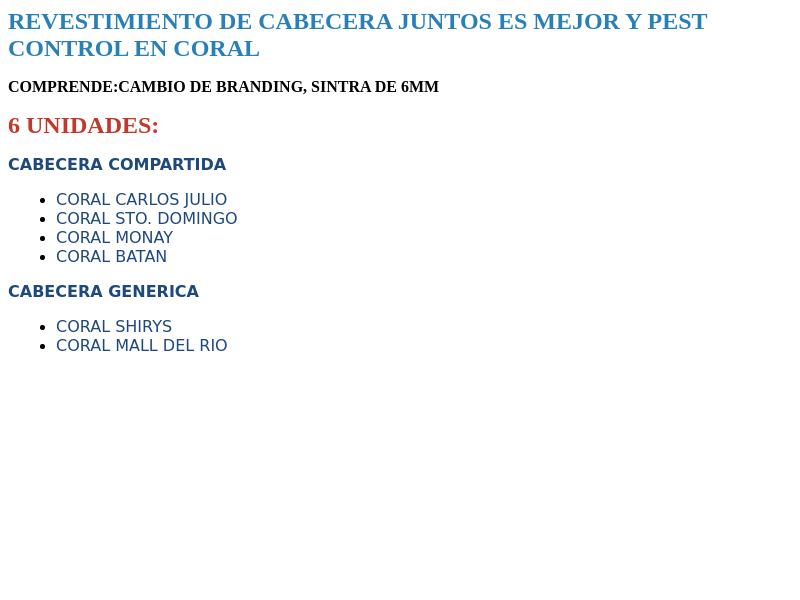 REVESTIMIENTO DE CABECERA JUNTOS ES MEJOR Y PEST
CONTROL EN CORAL
COMPRENDE:CAMBIO DE BRANDING, SINTRA DE 6MM
6 UNIDADES:
CABECERA COMPARTIDA
CORAL CARLOS JULIO
CORAL STO. DOMINGO
CORAL MONAY
CORAL BATAN
CABECERA GENERICA
CORAL SHIRYS
CORAL MALL DEL RIO